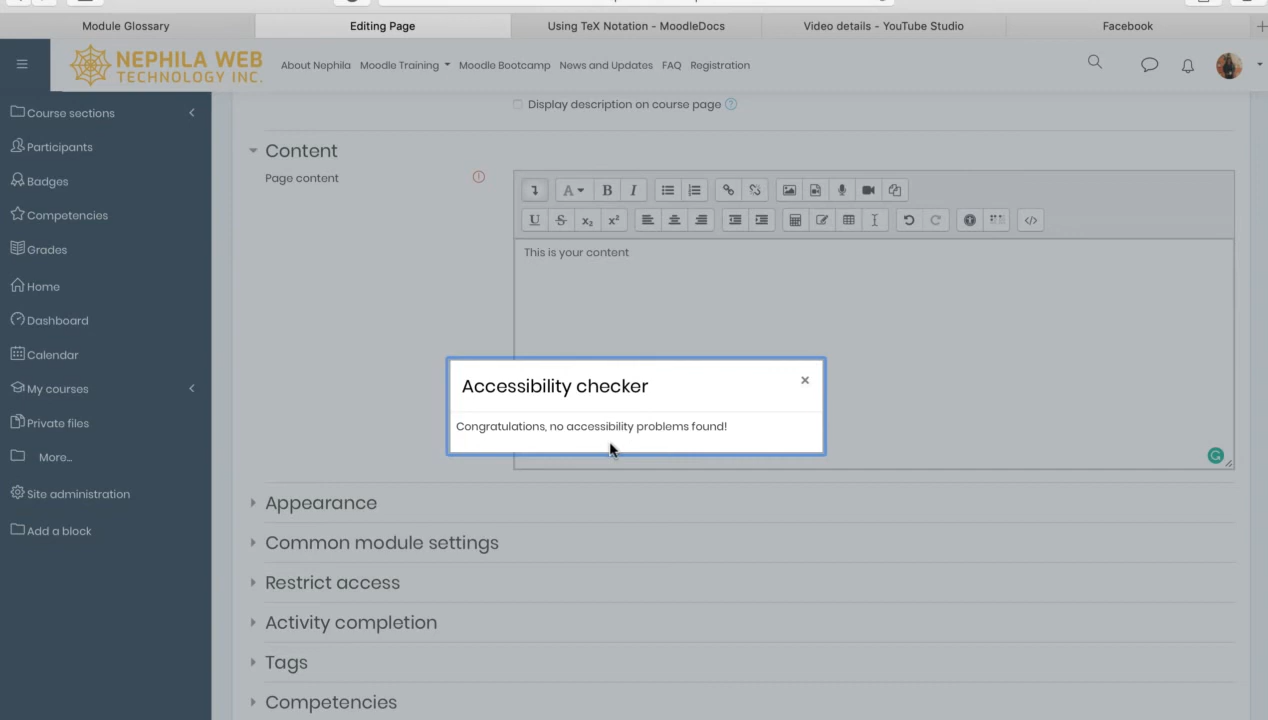 Module Glossary
Editing Page
Using TeX Notation - MoodleDocs
Video details - YouTube Studio
Facebook
NEPHILA WEB
TECHNOLOGY INC.
About Nephila
Moodle Training
Moodle Bootcamp
News and Updates
FAQ
Registration
Course sections
Participants
Badges
Competencies
Grades
Home
Dashboard
Calendar
My courses
Private files
More...
Site administration
Add a block
Display description on course page
Content
Page content
This is your content
Accessibility checker
Congratulations, no accessibility problems found!
Appearance
Common module settings
Restrict access
Activity completion
Tags
Competencies